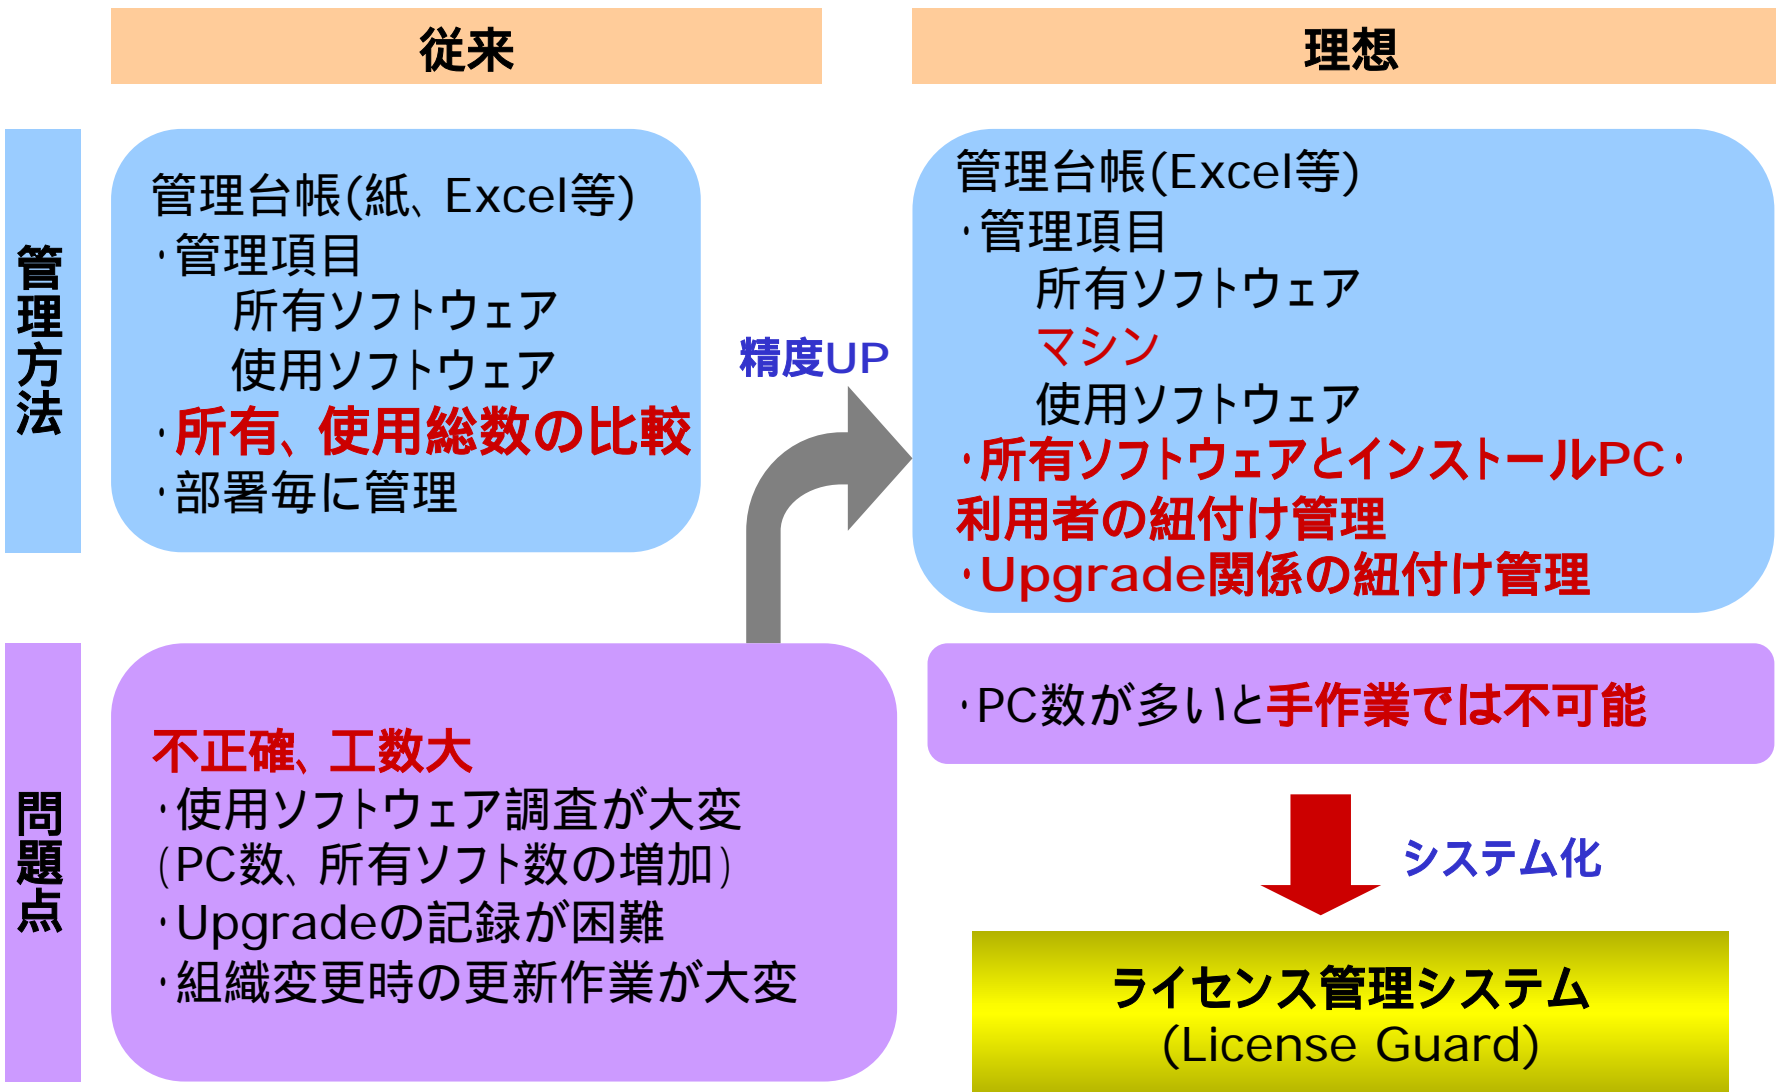 従来
理想
管理方法
管理台帳(紙、Excel等)
・管理項目
所有ソフトウェア
使用ソフトウェア
・所有、使用総数の比較
・部署毎に管理
精度UP
管理台帳(Excel等)
・管理項目
所有ソフトウェア
マシン
使用ソフトウェア
・所有ソフトウェアとインストールPC・
利用者の紐付け管理
・Upgrade関係の紐付け管理
問題点
不正確、工数大
・使用ソフトウェア調査が大変
(PC数、所有ソフト数の増加)
・Upgradeの記録が困難
・組織変更時の更新作業が大変
・PC数が多いと手作業では不可能
システム化
ライセンス管理システム
(License Guard)